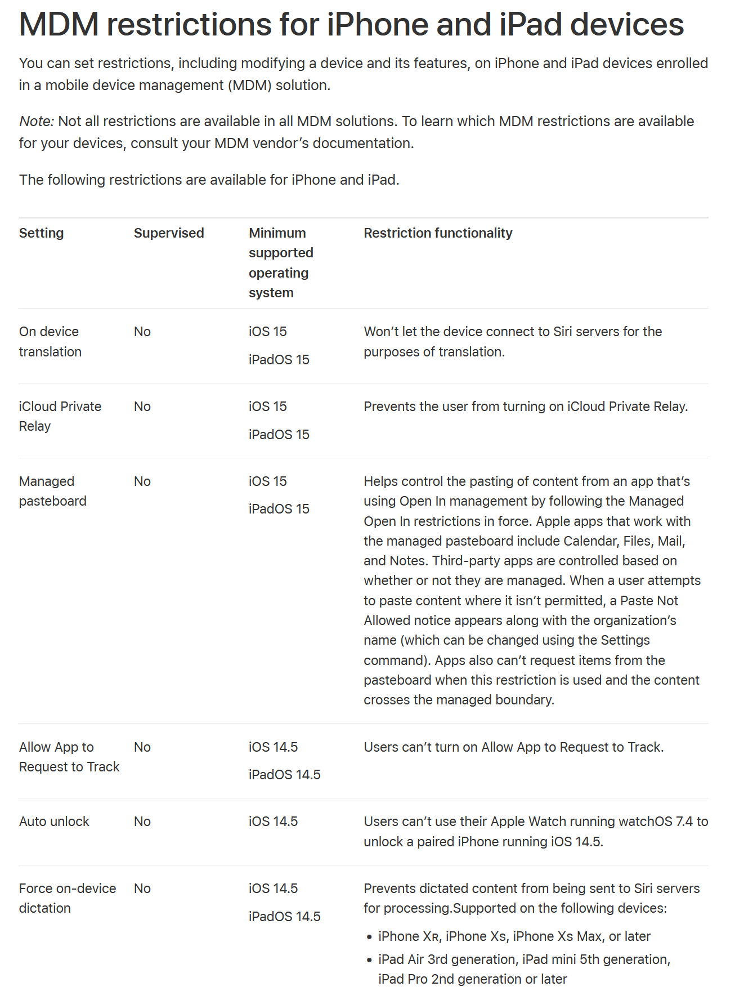 MDM restrictions for iPhone and iPad devices
You can set restrictions, including modifying a device and its features, on iPhone and iPad devices enrolled
in a mobile device management (MDM) solution.
Note: Not all restrictions are available in all MDM solutions. To learn which MDM restrictions are available
for your devices, consult your MDM vendor’s documentation.
The following restrictions are available for iPhone and iPad.
Setting
Supervised
Minimum
supported
operating
system
Restriction functionality
On device
translation
No
iOS 15
iPadOS 15
Won’t let the device connect to Siri servers for the
purposes of translation.
iCloud Private
Relay
No
iOS 15
iPadOS 15
Prevents the user from turning on iCloud Private Relay.
Managed
pasteboard
No
iOS 15
iPadOS 15
Helps control the pasting of content from an app that’s
using Open In management by following the Managed
Open In restrictions in force. Apple apps that work with
the managed pasteboard include Calendar, Files, Mail,
and Notes. Third-party apps are controlled based on
whether or not they are managed. When a user attempts
to paste content where it isn’t permitted, a Paste Not
Allowed notice appears along with the organization’s
name (which can be changed using the Settings
command). Apps also can’t request items from the
pasteboard when this restriction is used and the content
crosses the managed boundary.
Allow App to
Request to Track
No
iOS 14.5
iPadOS 14.5
Users can’t turn on Allow App to Request to Track.
Auto unlock
No
iOS 14.5
Users can’t use their Apple Watch running watchOS 7.4 to
unlock a paired iPhone running iOS 14.5.
Force on-device
dictation
No
iOS 14.5
iPadOS 14.5
Prevents dictated content from being sent to Siri servers
for processing.Supported on the following devices:
• iPhone XR, iPhone Xs, iPhone Xs Max, or later
• iPad Air 3rd generation, iPad mini 5th generation,
iPad Pro 2nd generation or later